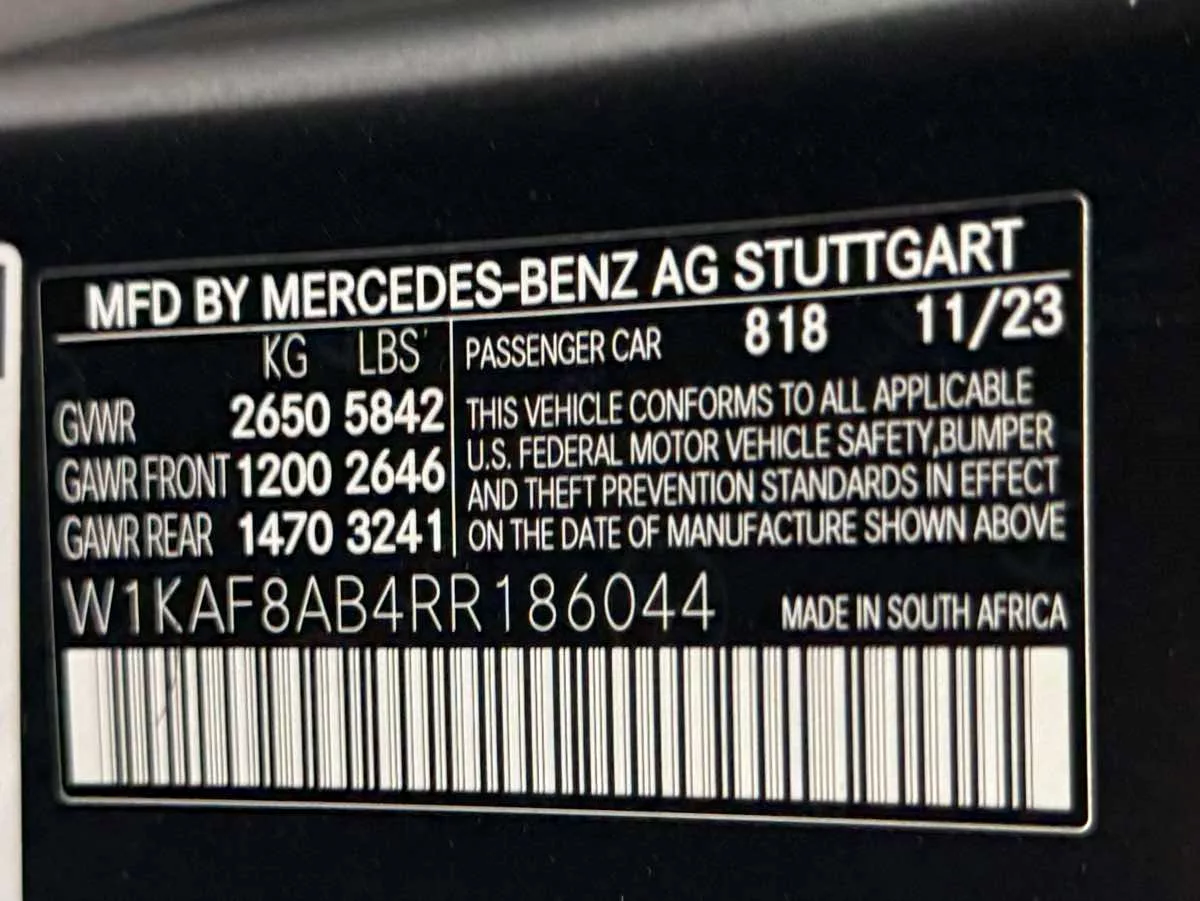 MFD BY MERCEDES-BENZ AG STUTTGART
KG LBS
PASSENGER CAR 818 11/23
GVWR 2650 5842
GAWR FRONT 1200 2646
GAWR REAR 1470 3241
THIS VEHICLE CONFORMS TO ALL APPLICABLE
U.S. FEDERAL MOTOR VEHICLE SAFETY,BUMPER
AND THEFT PREVENTION STANDARDS IN EFFECT
ON THE DATE OF MANUFACTURE SHOWN ABOVE
W1KAF8AB4RR186044
MADE IN SOUTH AFRICA